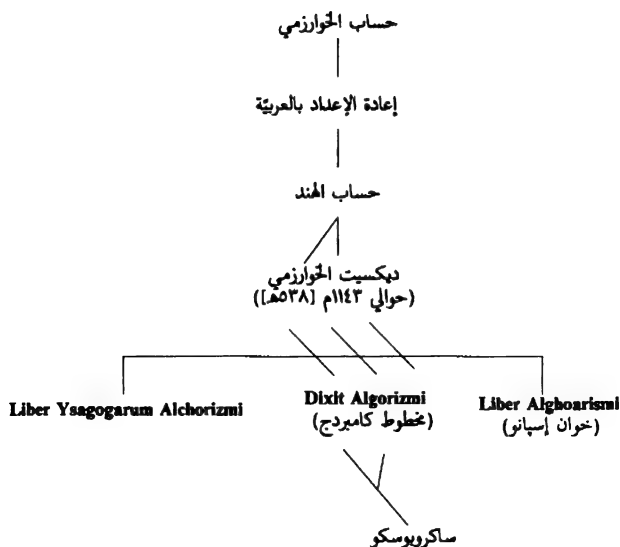 حساب الخوارزمي
إعادة الإعداد بالعربيّة
حساب الهند
ديكسيت الخوارزمي
(حوالي ١١٤٣م [٥٣٨هـ])
Liber Ysagogarum Alchorizmi
Dixit Algorizmi
(مخطوط كامبردج)
Liber Alghoarismi
(خوان إسپانو)
ساكروبوسكو